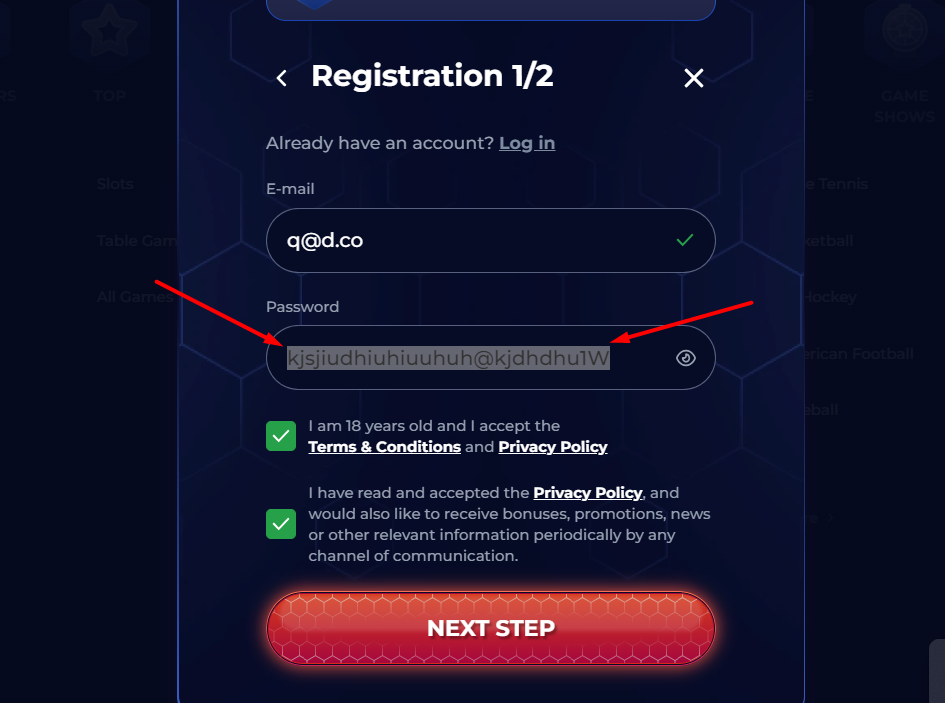 Registration 1/2
RS
TOP
E
GAME
SHOWS
Already have an account? Log in
Slots
e Tennis
E-mail
q@d.co
Table Gam
ketball
All Games
Hockey
Password
kjsjiudhiuhiuuhuh@kjdhdhu1W
erican Football
eball
I am 18 years old and I accept the
Terms & Conditions and Privacy Policy
I have read and accepted the Privacy Policy, and
would also like to receive bonuses, promotions, news
or other relevant information periodically by any
channel of communication.
NEXT STEP